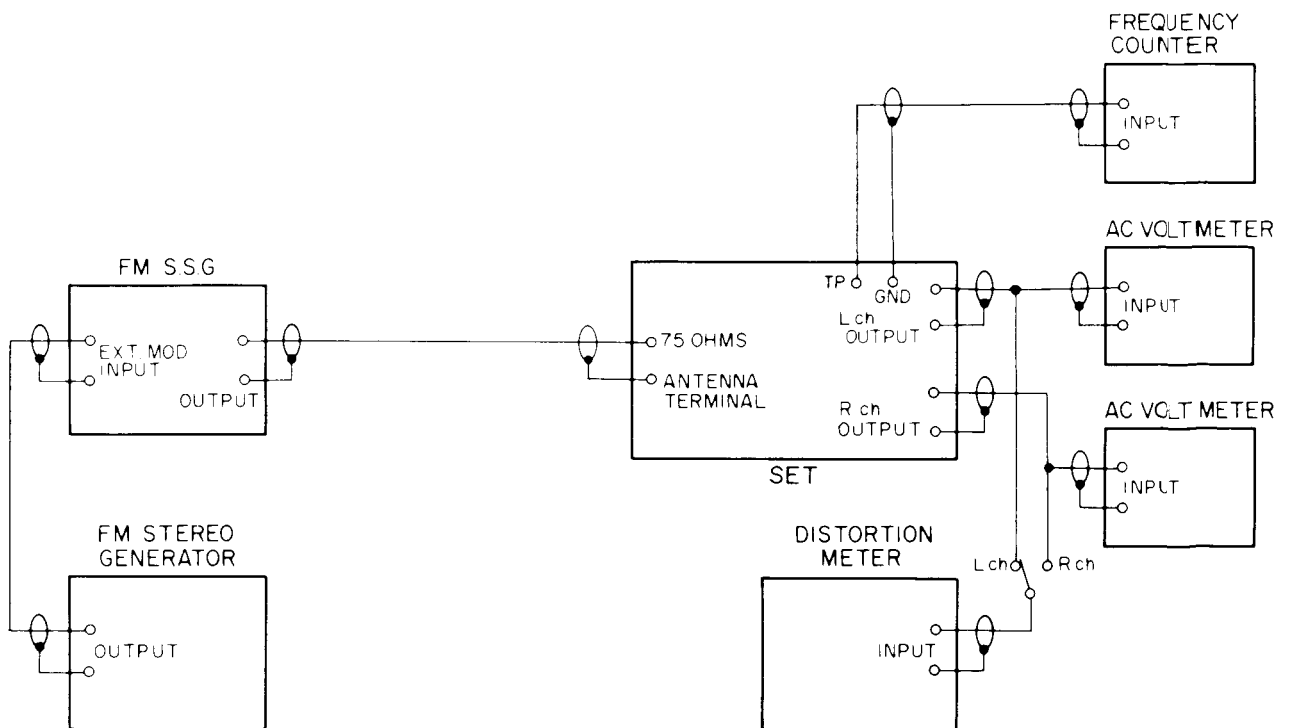 FREQUENCY
COUNTER
INPUT
AC VOLTMETER
INPUT
FM S.S.G
EXT. MOD
INPUT
OUTPUT
TP
GND
L ch
OUTPUT
75 OHMS
ANTENNA
TERMINAL
R ch
OUTPUT
SET
AC VOLT METER
INPUT
FM STEREO
GENERATOR
OUTPUT
DISTORTION
METER
L ch
R ch
INPUT